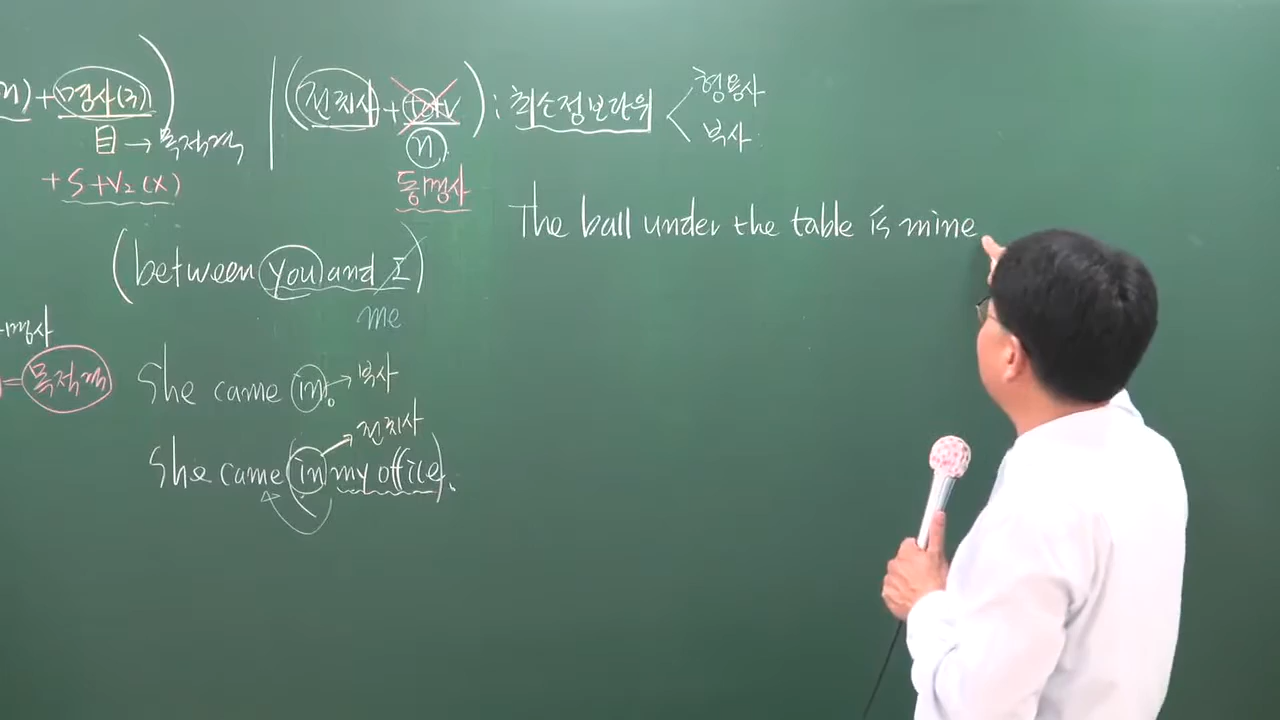 n) + 명사(구)
目 → 목적격
+ S + V₂ (X)
(전치사 + to V) : 최소정보단위 < 형용사
부사
n
동명사
(between you and I)
me
명사
= 목적격
She came in. → 부사
→ 전치사
She came (in my office).
The ball under the table is mine